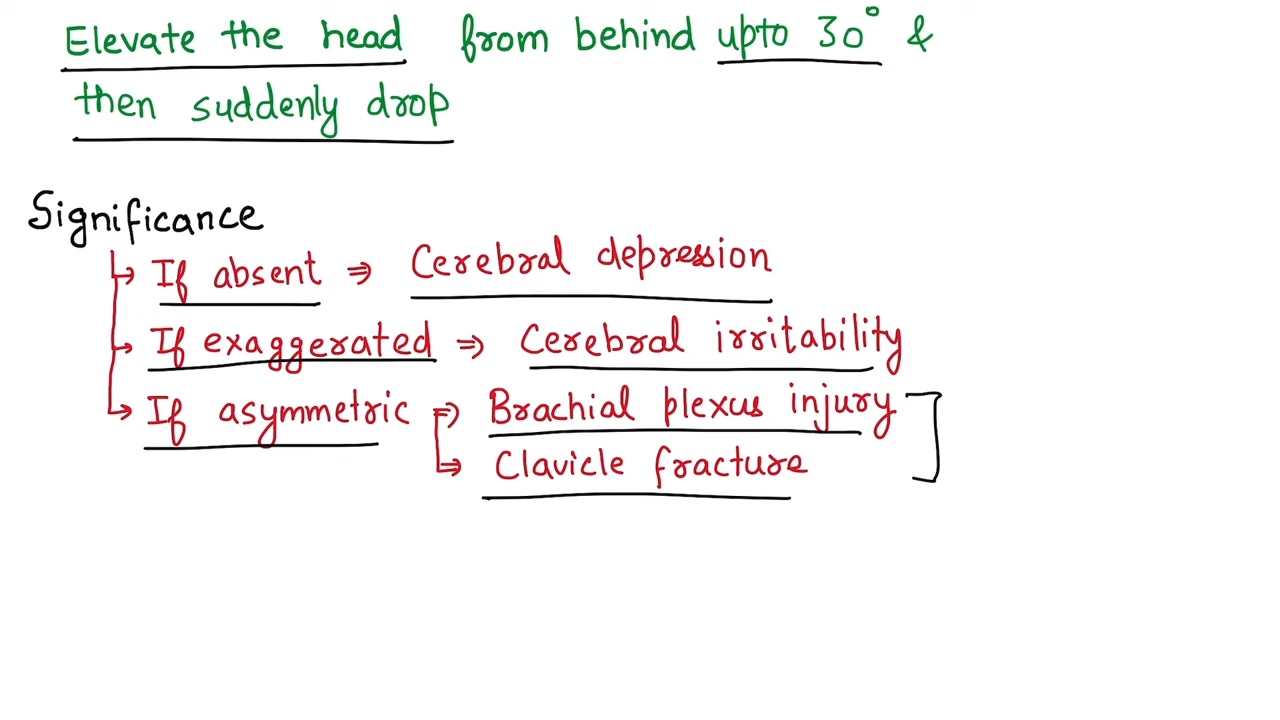 Elevate the head from behind upto 30° &
then suddenly drop
Significance
If absent ⇒ Cerebral depression
If exaggerated ⇒ Cerebral irritability
If asymmetric ⇒ Brachial plexus injury
⇒ Clavicle fracture